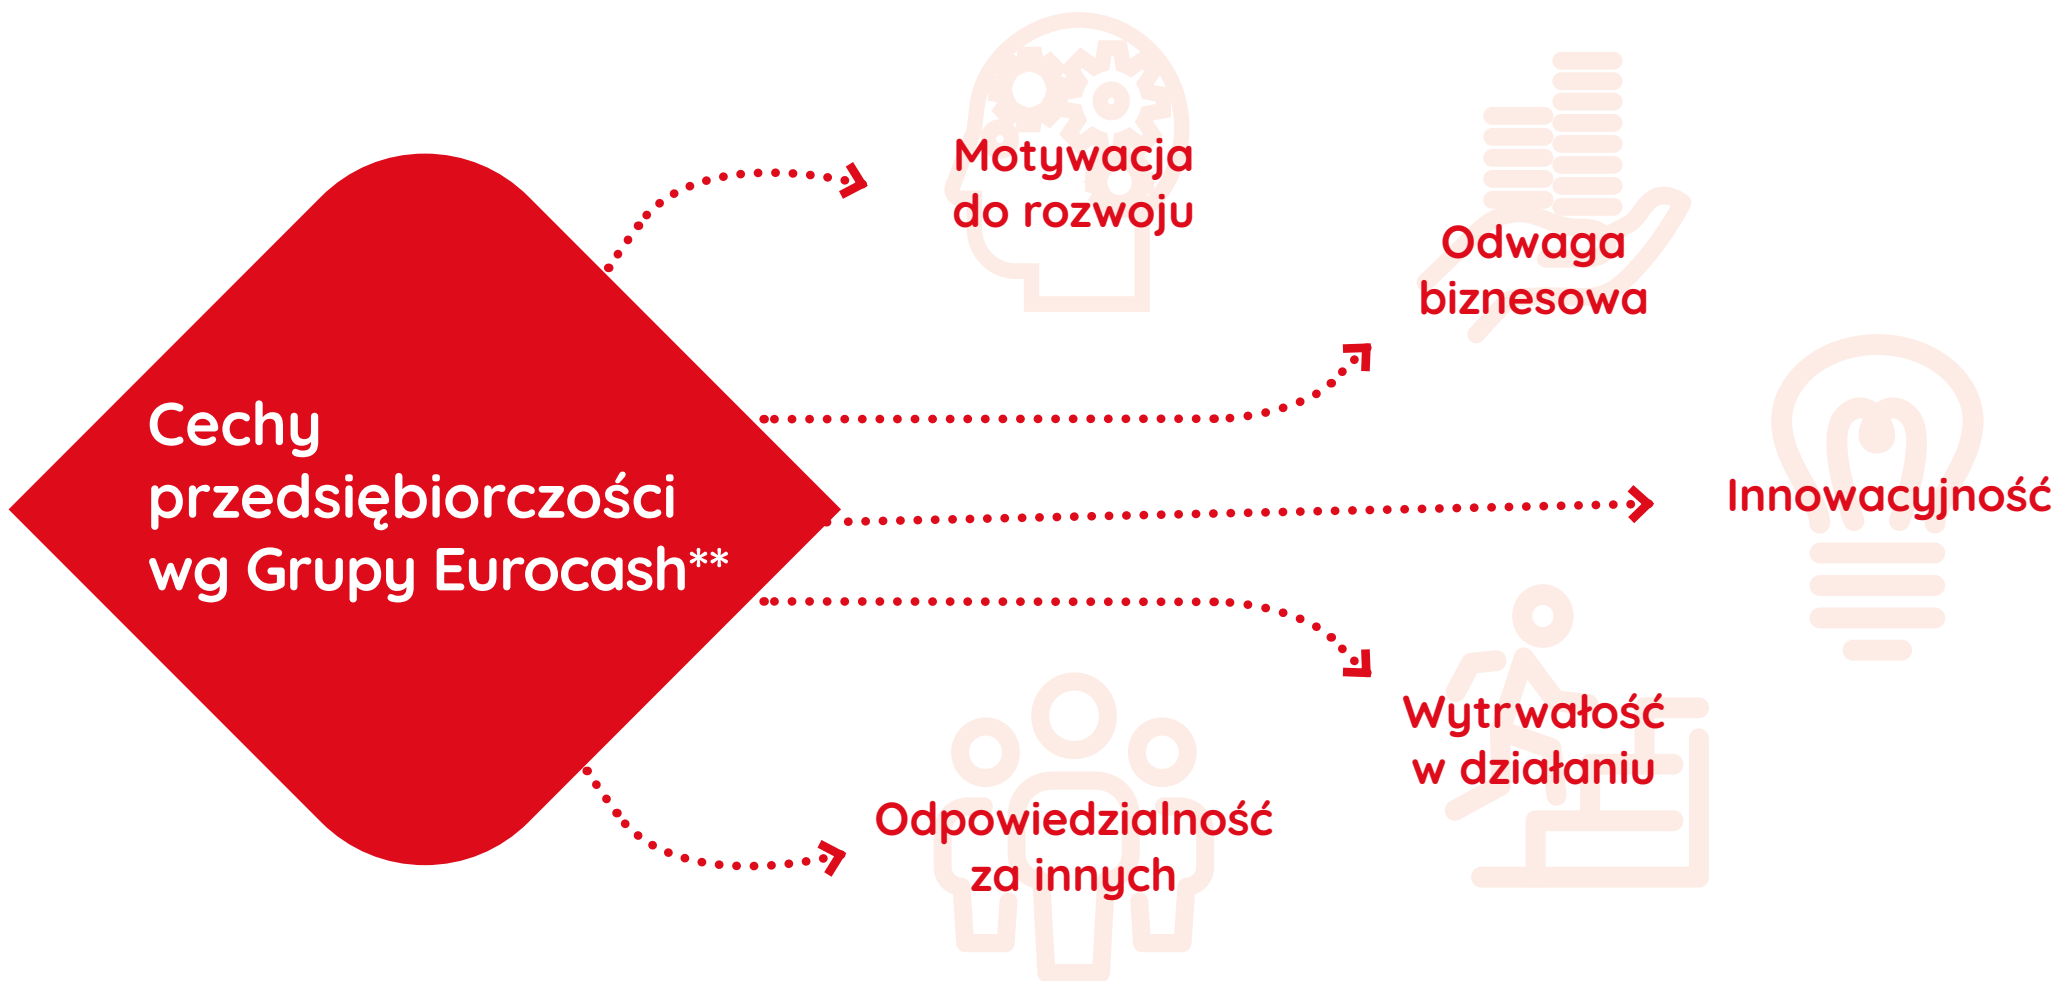 Cechy
przedsiębiorczości
wg Grupy Eurocash**
Motywacja
do rozwoju
Odwaga
biznesowa
Innowacyjność
Wytrwałość
w działaniu
Odpowiedzialność
za innych